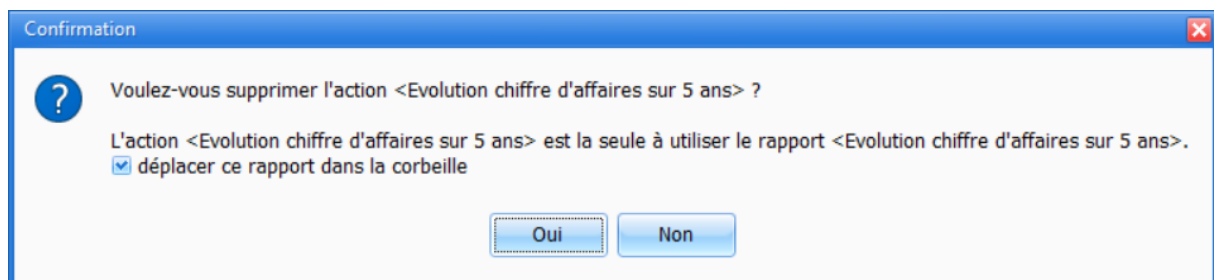 Confirmation
Voulez-vous supprimer l'action <Evolution chiffre d'affaires sur 5 ans> ?
L'action <Evolution chiffre d'affaires sur 5 ans> est la seule à utiliser le rapport <Evolution chiffre d'affaires sur 5 ans>.
déplacer ce rapport dans la corbeille
Oui Non